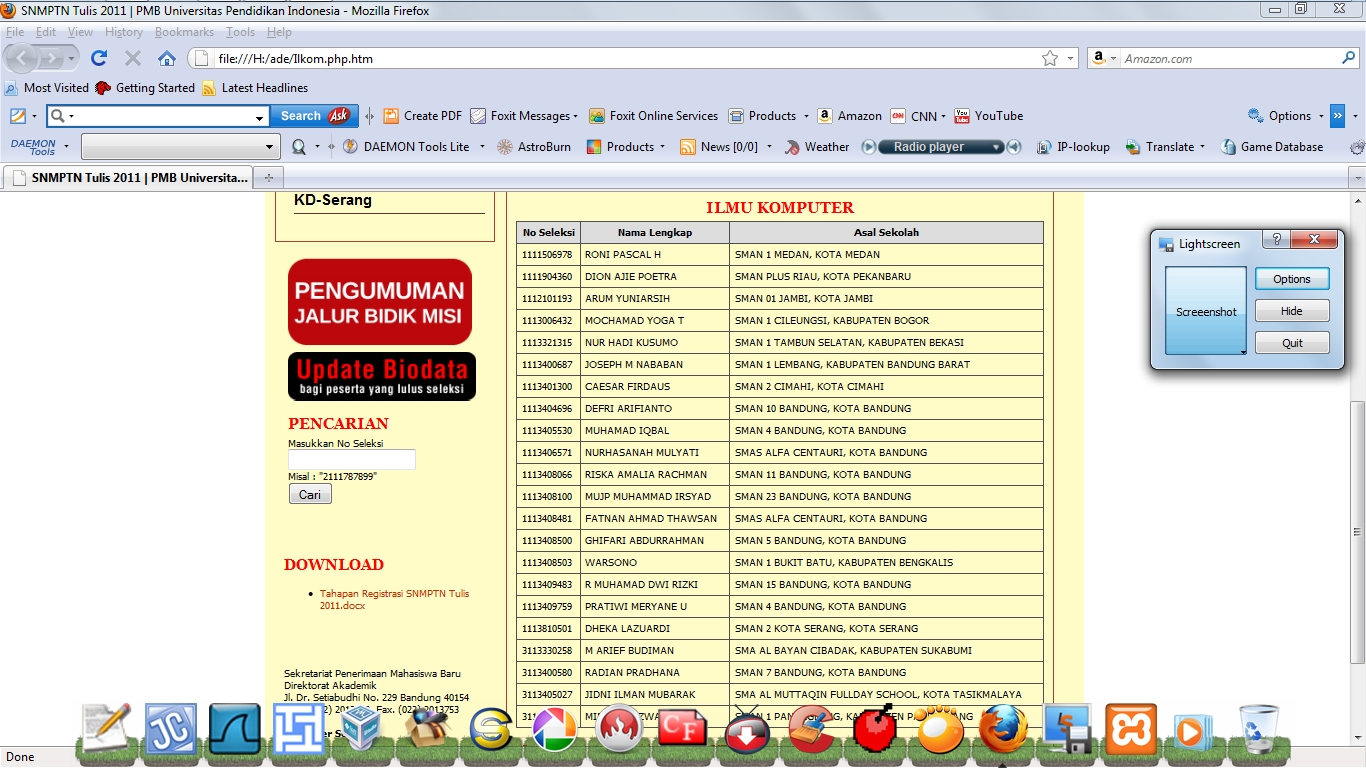 SNMPTN Tulis 2011 | PMB Universitas Pendidikan Indonesia - Mozilla Firefox
File Edit View History Bookmarks Tools Help
file:///H:/ade/Ilkom.php.htm
Amazon.com
Most Visited Getting Started Latest Headlines
Search Ask Create PDF Foxit Messages Foxit Online Services Products Amazon CNN YouTube Options
DAEMON Tools DAEMON Tools Lite AstroBurn Products News [0/0] Weather Radio player IP-lookup Translate Game Database
SNMPTN Tulis 2011 | PMB Universita...
KD-Serang
PENGUMUMAN
JALUR BIDIK MISI
Update Biodata
bagi peserta yang lulus seleksi
PENCARIAN
Masukkan No Seleksi
Misal : "2111787899"
Cari
DOWNLOAD
Tahapan Registrasi SNMPTN Tulis
2011.docx
Sekretariat Penerimaan Mahasiswa Baru
Direktorat Akademik
Jl. Dr. Setiabudhi No. 229 Bandung 40154
Fax. (022) 2013753
ILMU KOMPUTER
No Seleksi Nama Lengkap Asal Sekolah
1111506978 RONI PASCAL H SMAN 1 MEDAN, KOTA MEDAN
1111904360 DION AJIE POETRA SMAN PLUS RIAU, KOTA PEKANBARU
1112101193 ARUM YUNIARSIH SMAN 01 JAMBI, KOTA JAMBI
1113006432 MOCHAMAD YOGA T SMAN 1 CILEUNGSI, KABUPATEN BOGOR
1113321315 NUR HADI KUSUMO SMAN 1 TAMBUN SELATAN, KABUPATEN BEKASI
1113400687 JOSEPH M NABABAN SMAN 1 LEMBANG, KABUPATEN BANDUNG BARAT
1113401300 CAESAR FIRDAUS SMAN 2 CIMAHI, KOTA CIMAHI
1113404696 DEFRI ARIFIANTO SMAN 10 BANDUNG, KOTA BANDUNG
1113405530 MUHAMAD IQBAL SMAN 4 BANDUNG, KOTA BANDUNG
1113406571 NURHASANAH MULYATI SMAS ALFA CENTAURI, KOTA BANDUNG
1113408066 RISKA AMALIA RACHMAN SMAN 11 BANDUNG, KOTA BANDUNG
1113408100 MUJP MUHAMMAD IRSYAD SMAN 23 BANDUNG, KOTA BANDUNG
1113408481 FATNAN AHMAD THAWSAN SMAS ALFA CENTAURI, KOTA BANDUNG
1113408500 GHIFARI ABDURRAHMAN SMAN 5 BANDUNG, KOTA BANDUNG
1113408503 WARSONO SMAN 1 BUKIT BATU, KABUPATEN BENGKALIS
1113409483 R MUHAMAD DWI RIZKI SMAN 15 BANDUNG, KOTA BANDUNG
1113409759 PRATIWI MERYANE U SMAN 4 BANDUNG, KOTA BANDUNG
1113810501 DHEKA LAZUARDI SMAN 2 KOTA SERANG, KOTA SERANG
3113330258 M ARIEF BUDIMAN SMA AL BAYAN CIBADAK, KABUPATEN SUKABUMI
3113400580 RADIAN PRADHANA SMAN 7 BANDUNG, KOTA BANDUNG
3113405027 JIDNI ILMAN MUBARAK SMA AL MUTTAQIN FULLDAY SCHOOL, KOTA TASIKMALAYA
Lightscreen
Screeenshot
Options
Hide
Quit
JC
CF
Done